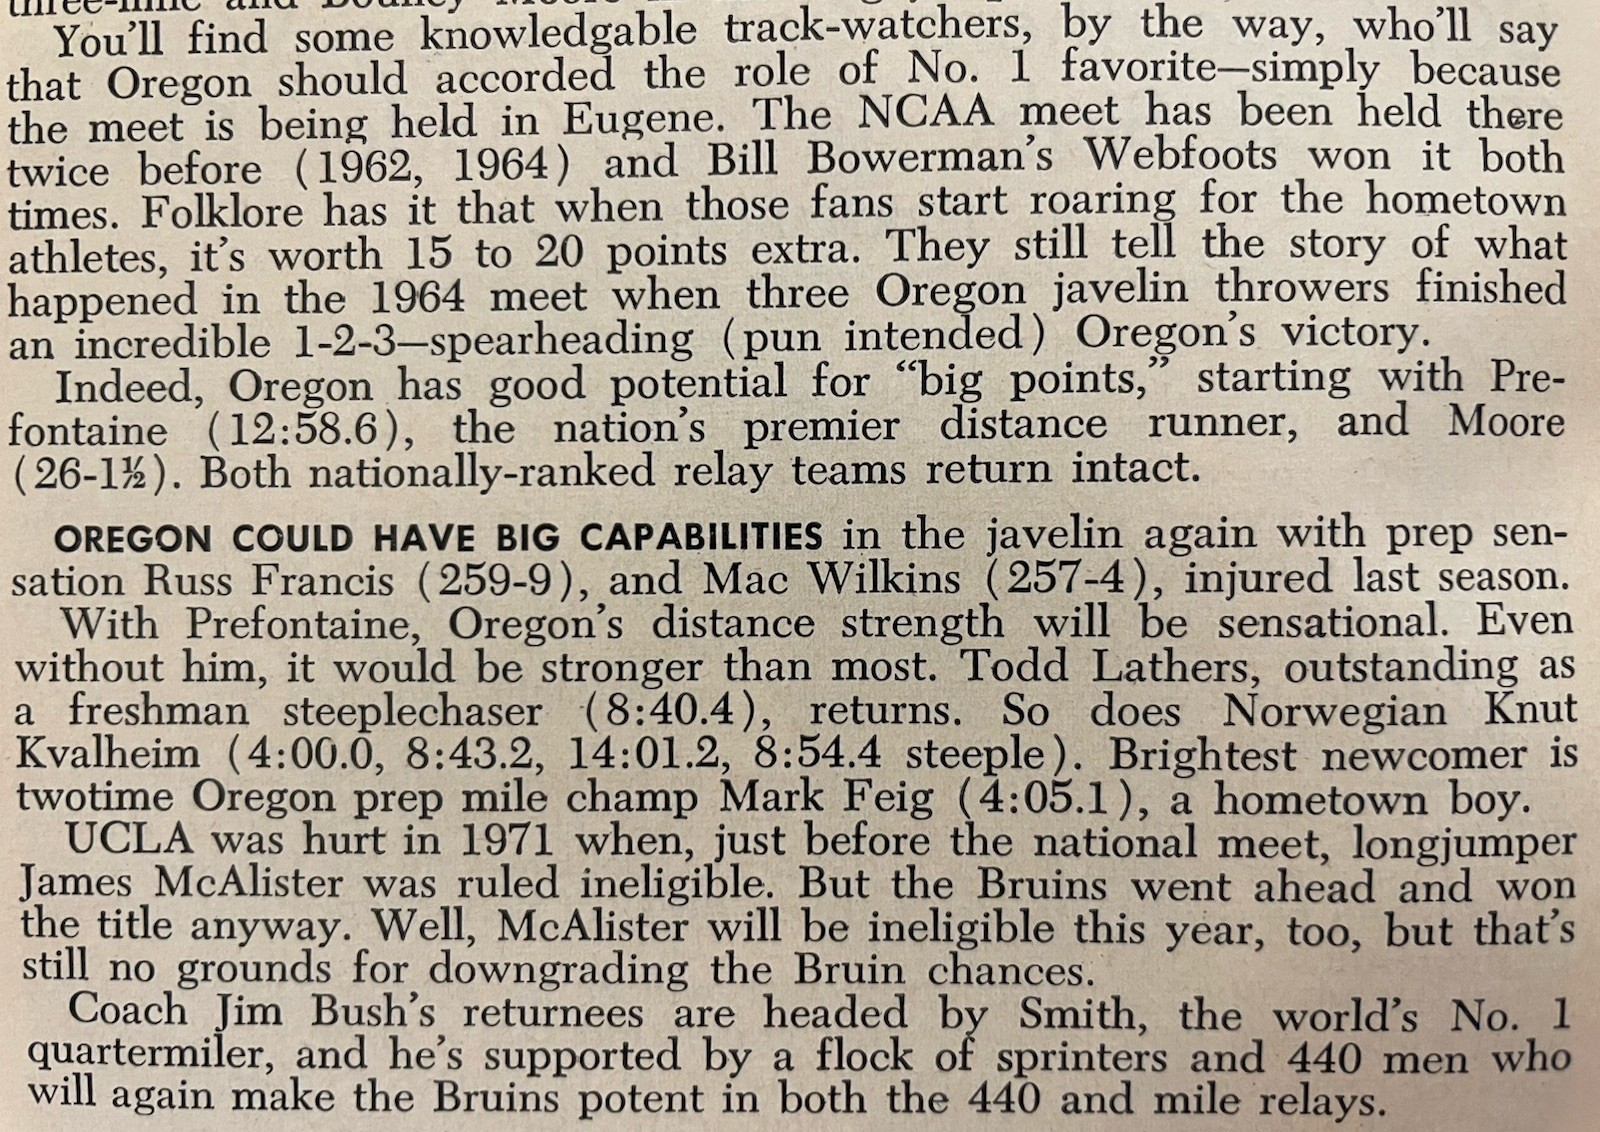 You'll find some knowledgable track-watchers, by the way, who'll say
that Oregon should accorded the role of No. 1 favorite—simply because
the meet is being held in Eugene. The NCAA meet has been held there
twice before (1962, 1964) and Bill Bowerman's Webfoots won it both
times. Folklore has it that when those fans start roaring for the hometown
athletes, it's worth 15 to 20 points extra. They still tell the story of what
happened in the 1964 meet when three Oregon javelin throwers finished
an incredible 1-2-3—spearheading (pun intended) Oregon's victory.
Indeed, Oregon has good potential for “big points,” starting with Pre-
fontaine (12:58.6), the nation's premier distance runner, and Moore
(26-1½). Both nationally-ranked relay teams return intact.
OREGON COULD HAVE BIG CAPABILITIES in the javelin again with prep sen-
sation Russ Francis (259-9), and Mac Wilkins (257-4), injured last season.
With Prefontaine, Oregon's distance strength will be sensational. Even
without him, it would be stronger than most. Todd Lathers, outstanding as
a freshman steeplechaser (8:40.4), returns. So does Norwegian Knut
Kvalheim (4:00.0, 8:43.2, 14:01.2, 8:54.4 steeple). Brightest newcomer is
twotime Oregon prep mile champ Mark Feig (4:05.1), a hometown boy.
UCLA was hurt in 1971 when, just before the national meet, longjumper
James McAlister was ruled ineligible. But the Bruins went ahead and won
the title anyway. Well, McAlister will be ineligible this year, too, but that's
still no grounds for downgrading the Bruin chances.
Coach Jim Bush's returnees are headed by Smith, the world's No. 1
quartermiler, and he's supported by a flock of sprinters and 440 men who
will again make the Bruins potent in both the 440 and mile relays.